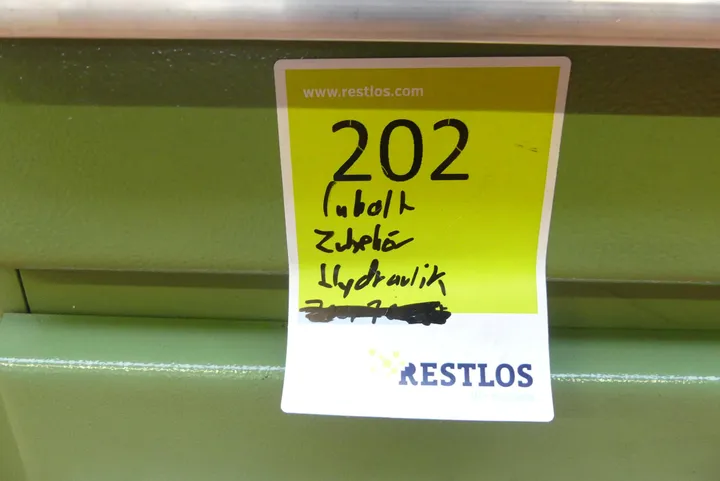 www.restlos.com
202
Inhalt
Zubehör
Hydraulik
RESTLOS